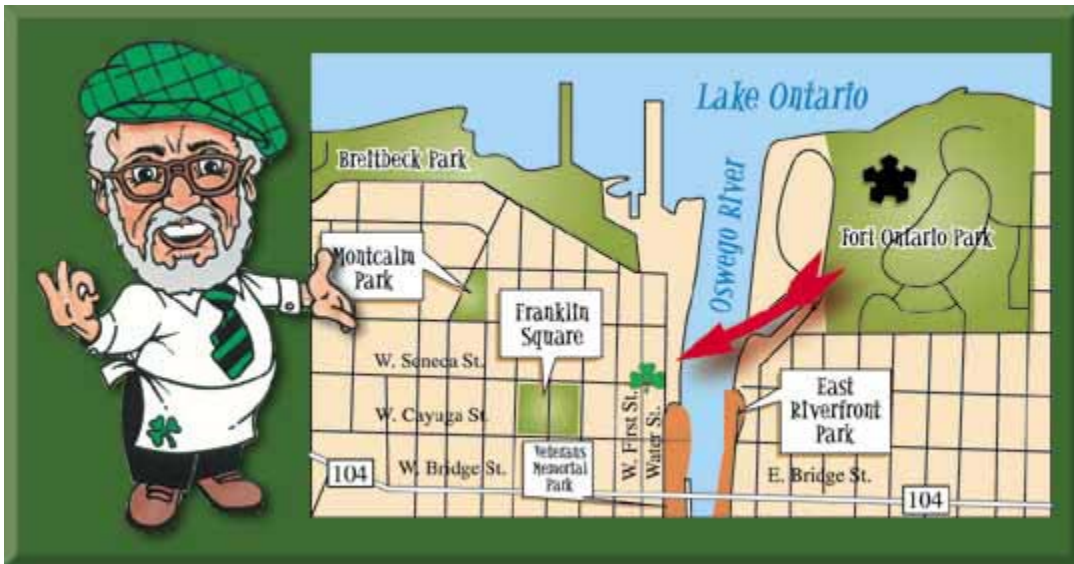 Lake Ontario
Breitbeck Park
Oswego River
Fort Ontario Park
Montcalm
Park
Franklin
Square
W. Seneca St.
East
Riverfront
Park
W. Cayuga St.
W. First St.
Water St.
Veterans
Memorial
Park
104
W. Bridge St.
E. Bridge St.
104